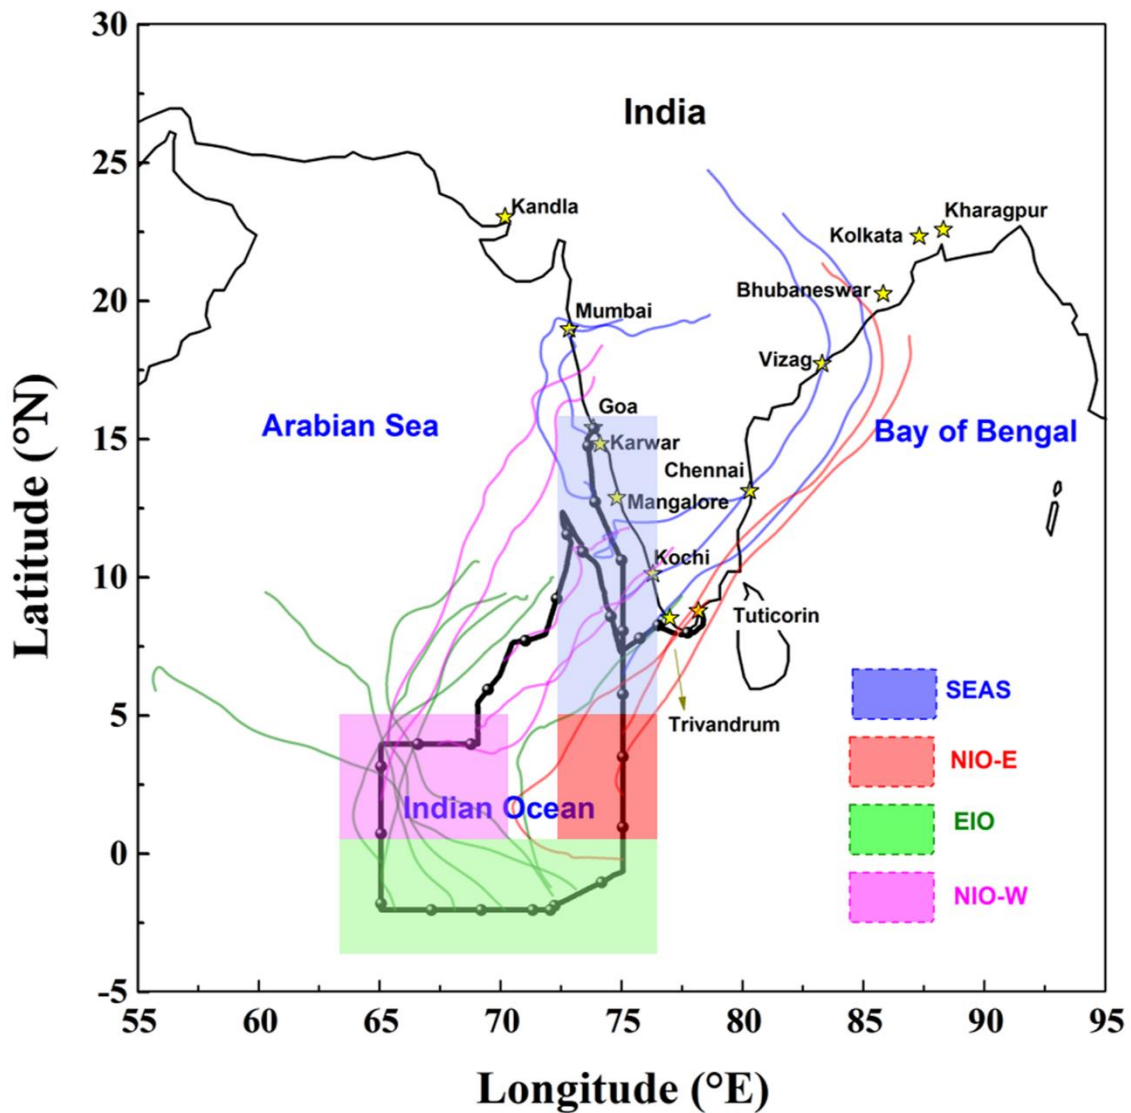 30
India
25
Kandla
Kharagpur
Kolkata
Bhubaneswar
20
Mumbai
Vizag
Goa
Arabian Sea
Bay of Bengal
15
Karwar
Chennai
Mangalore
Kochi
10
Tuticorin
SEAS
5
Trivandrum
NIO-E
Indian Ocean
EIO
0
NIO-W
-5
55 60 65 70 75 80 85 90 95
Latitude (°N)
Longitude (°E)